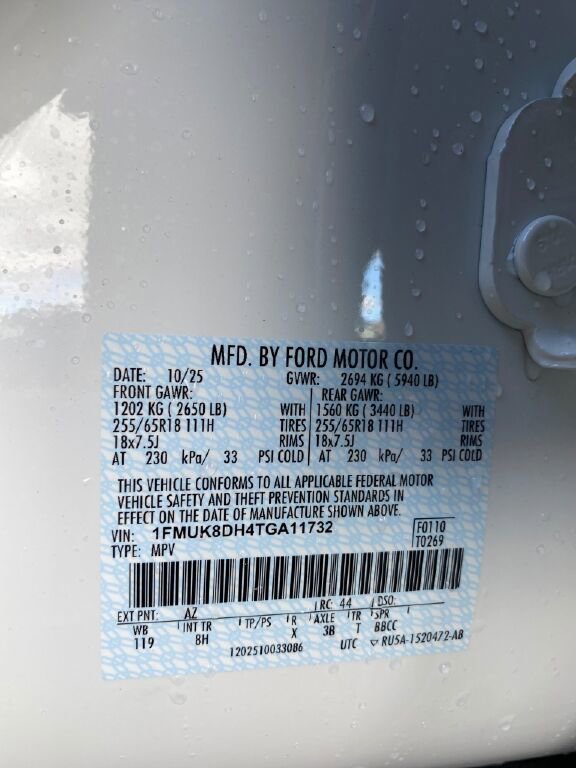 MFD. BY FORD MOTOR CO.
DATE: 10/25 GVWR: 2694 KG ( 5940 LB)
FRONT GAWR: REAR GAWR:
1202 KG ( 2650 LB) WITH 1560 KG ( 3440 LB) WITH
255/65R18 111H TIRES 255/65R18 111H TIRES
18x7.5J RIMS 18x7.5J RIMS
AT 230 kPa/ 33 PSI COLD AT 230 kPa/ 33 PSI COLD
THIS VEHICLE CONFORMS TO ALL APPLICABLE FEDERAL MOTOR
VEHICLE SAFETY AND THEFT PREVENTION STANDARDS IN
EFFECT ON THE DATE OF MANUFACTURE SHOWN ABOVE.
VIN: 1FMUK8DH4TGA11732 F0110
TYPE: MPV T0269
EXT PNT: AZ RC: 44 DSO:
WB INT TR TP/PS R AXLE TR SPR
119 8H X 3B T BBCC
1202510033086 UTC ▽ RU5A-1520472-AB